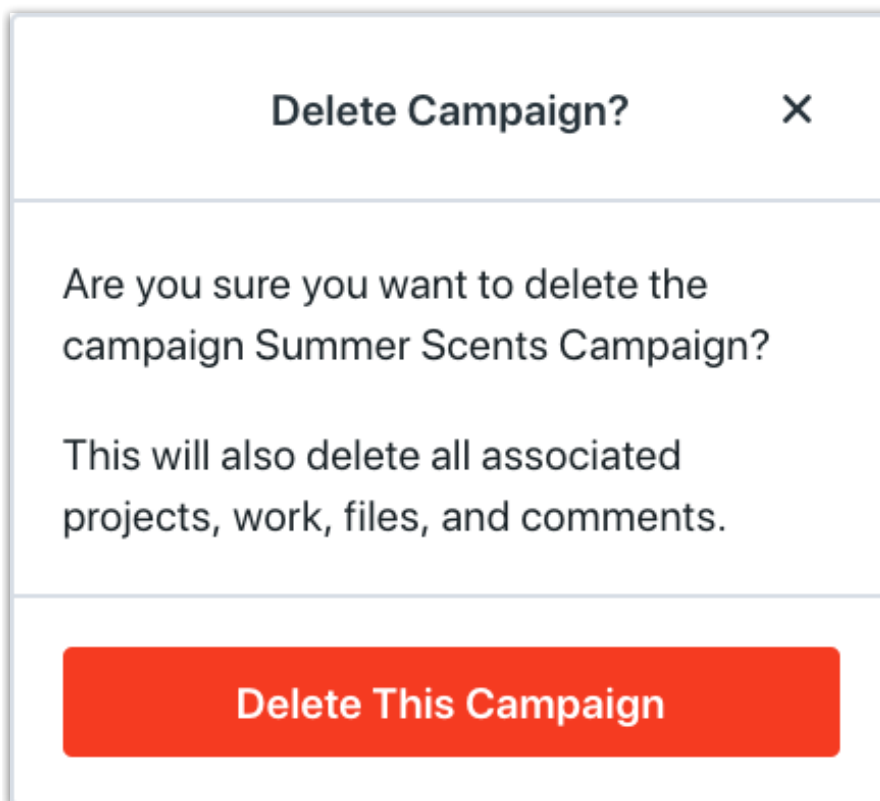 Delete Campaign?
Are you sure you want to delete the
campaign Summer Scents Campaign?
This will also delete all associated
projects, work, files, and comments.
Delete This Campaign